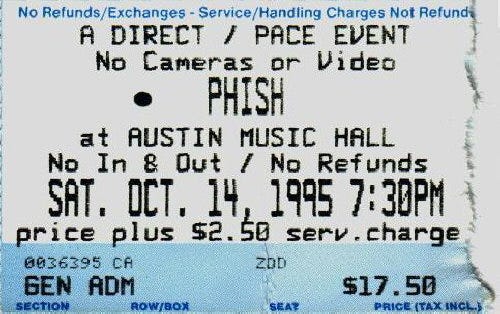 No Refunds/Exchanges - Service/Handling Charges Not Refund
A DIRECT / PACE EVENT
No Cameras or Video
PHISH
at AUSTIN MUSIC HALL
No In & Out / No Refunds
SAT. OCT. 14, 1995 7:30PM
price plus $2.50 serv.charge
0036395 CA ZDD
GEN ADM $17.50
SECTION ROW/BOX SEAT PRICE (TAX INCL.)